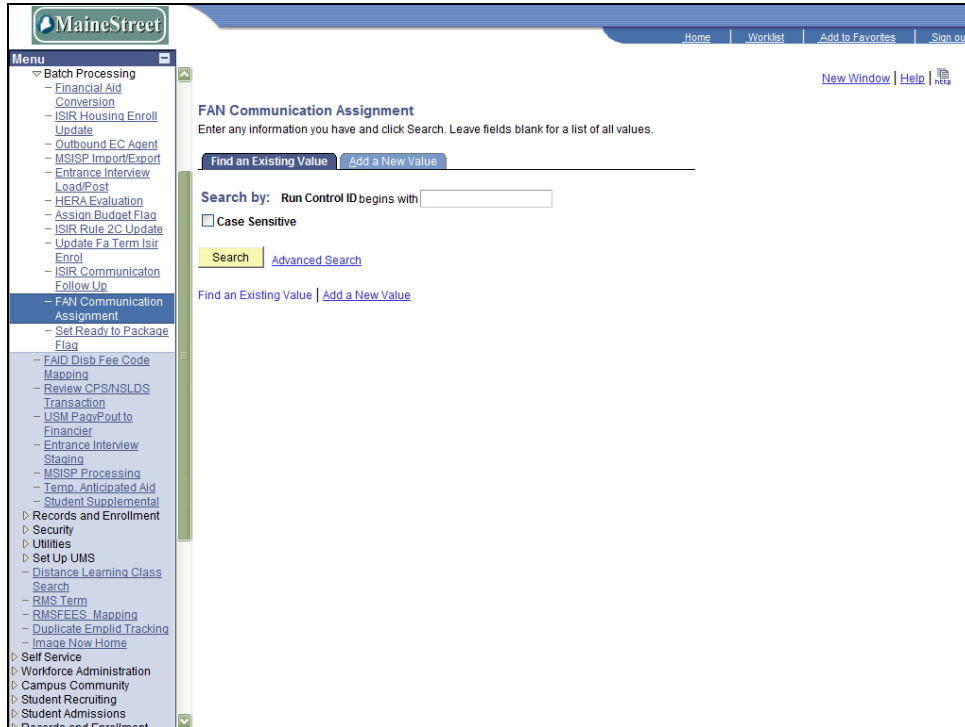 MaineStreet
Home | Worklist | Add to Favorites | Sign ou
Menu
Batch Processing
– Financial Aid
Conversion
– ISIR Housing Enroll
Update
– Outbound EC Agent
– MSISP Import/Export
– Entrance Interview
Load/Post
– HERA Evaluation
– Assign Budget Flag
– ISIR Rule 2C Update
– Update Fa Term Isir
Enrol
– ISIR Communicaton
Follow Up
– FAN Communication
Assignment
– Set Ready to Package
Flag
– FAID Disb Fee Code
Mapping
– Review CPS/NSLDS
Transaction
– USM PagyPout to
Financier
– Entrance Interview
Staging
– MSISP Processing
– Temp. Anticipated Aid
– Student Supplemental
Records and Enrollment
Security
Utilities
Set Up UMS
– Distance Learning Class
Search
– RMS Term
– RMSFEES_Mapping
– Duplicate Emplid Tracking
– Image Now Home
Self Service
Workforce Administration
Campus Community
Student Recruiting
Student Admissions
Records and Enrollment
New Window | Help | http
FAN Communication Assignment
Enter any information you have and click Search. Leave fields blank for a list of all values.
Find an Existing Value Add a New Value
Search by: Run Control ID begins with
Case Sensitive
Search Advanced Search
Find an Existing Value | Add a New Value